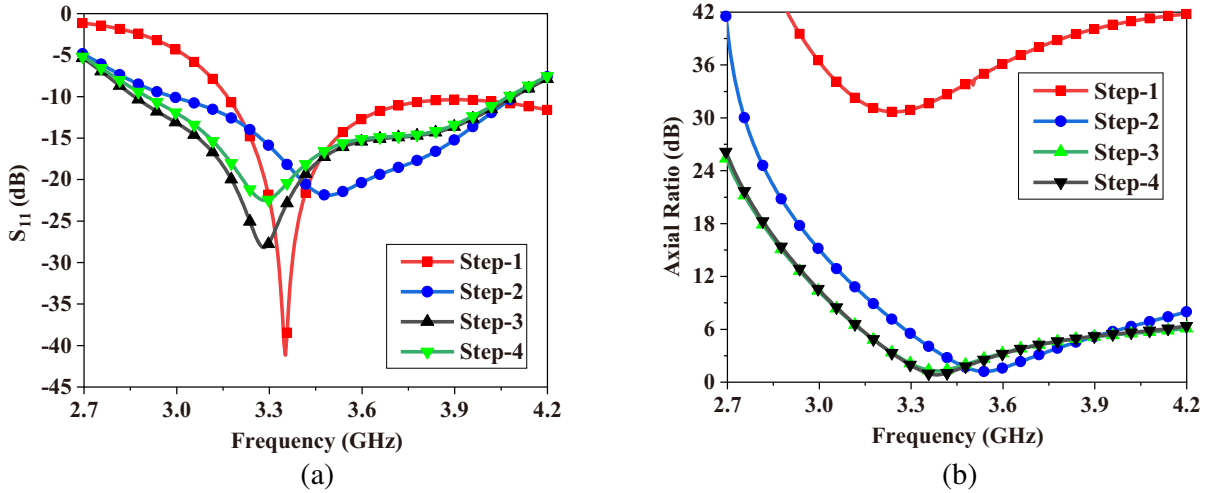 0
-5
-10
-15
-20
-25
-30
-35
-40
-45
S11 (dB)
2.7 3.0 3.3 3.6 3.9 4.2
Frequency (GHz)
Step-1
Step-2
Step-3
Step-4
(a)
42
36
30
24
18
12
6
0
Axial Ratio (dB)
2.7 3.0 3.3 3.6 3.9 4.2
Frequency (GHz)
Step-1
Step-2
Step-3
Step-4
(b)